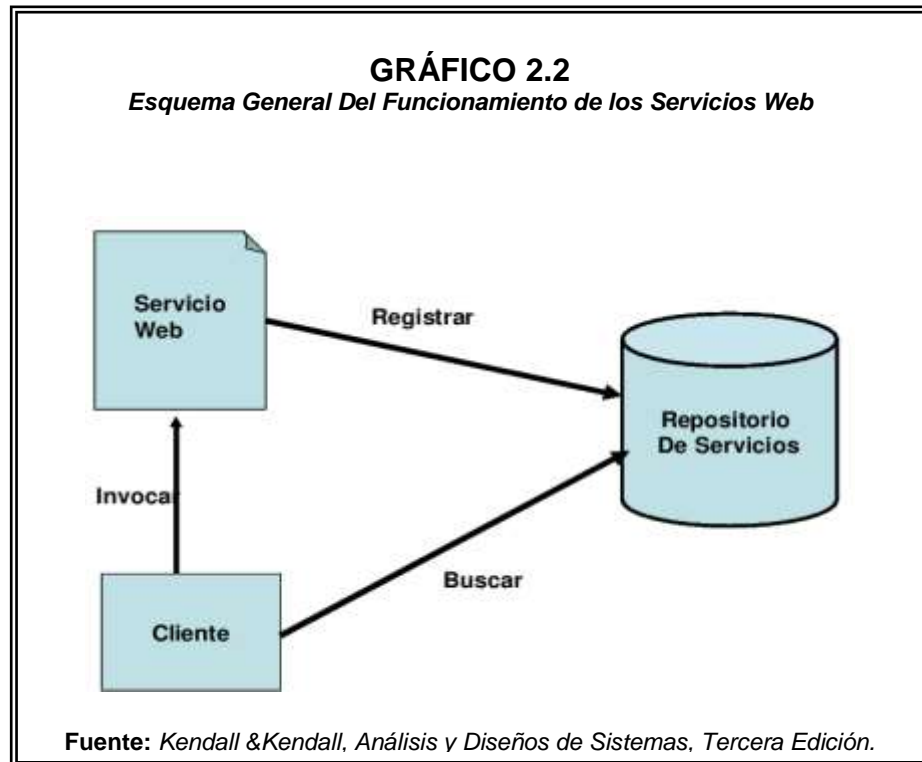 GRÁFICO 2.2
Esquema General Del Funcionamiento de los Servicios Web
Servicio
Web
Registrar
Repositorio
De Servicios
Invocar
Buscar
Cliente
Fuente: Kendall &Kendall, Análisis y Diseños de Sistemas, Tercera Edición.